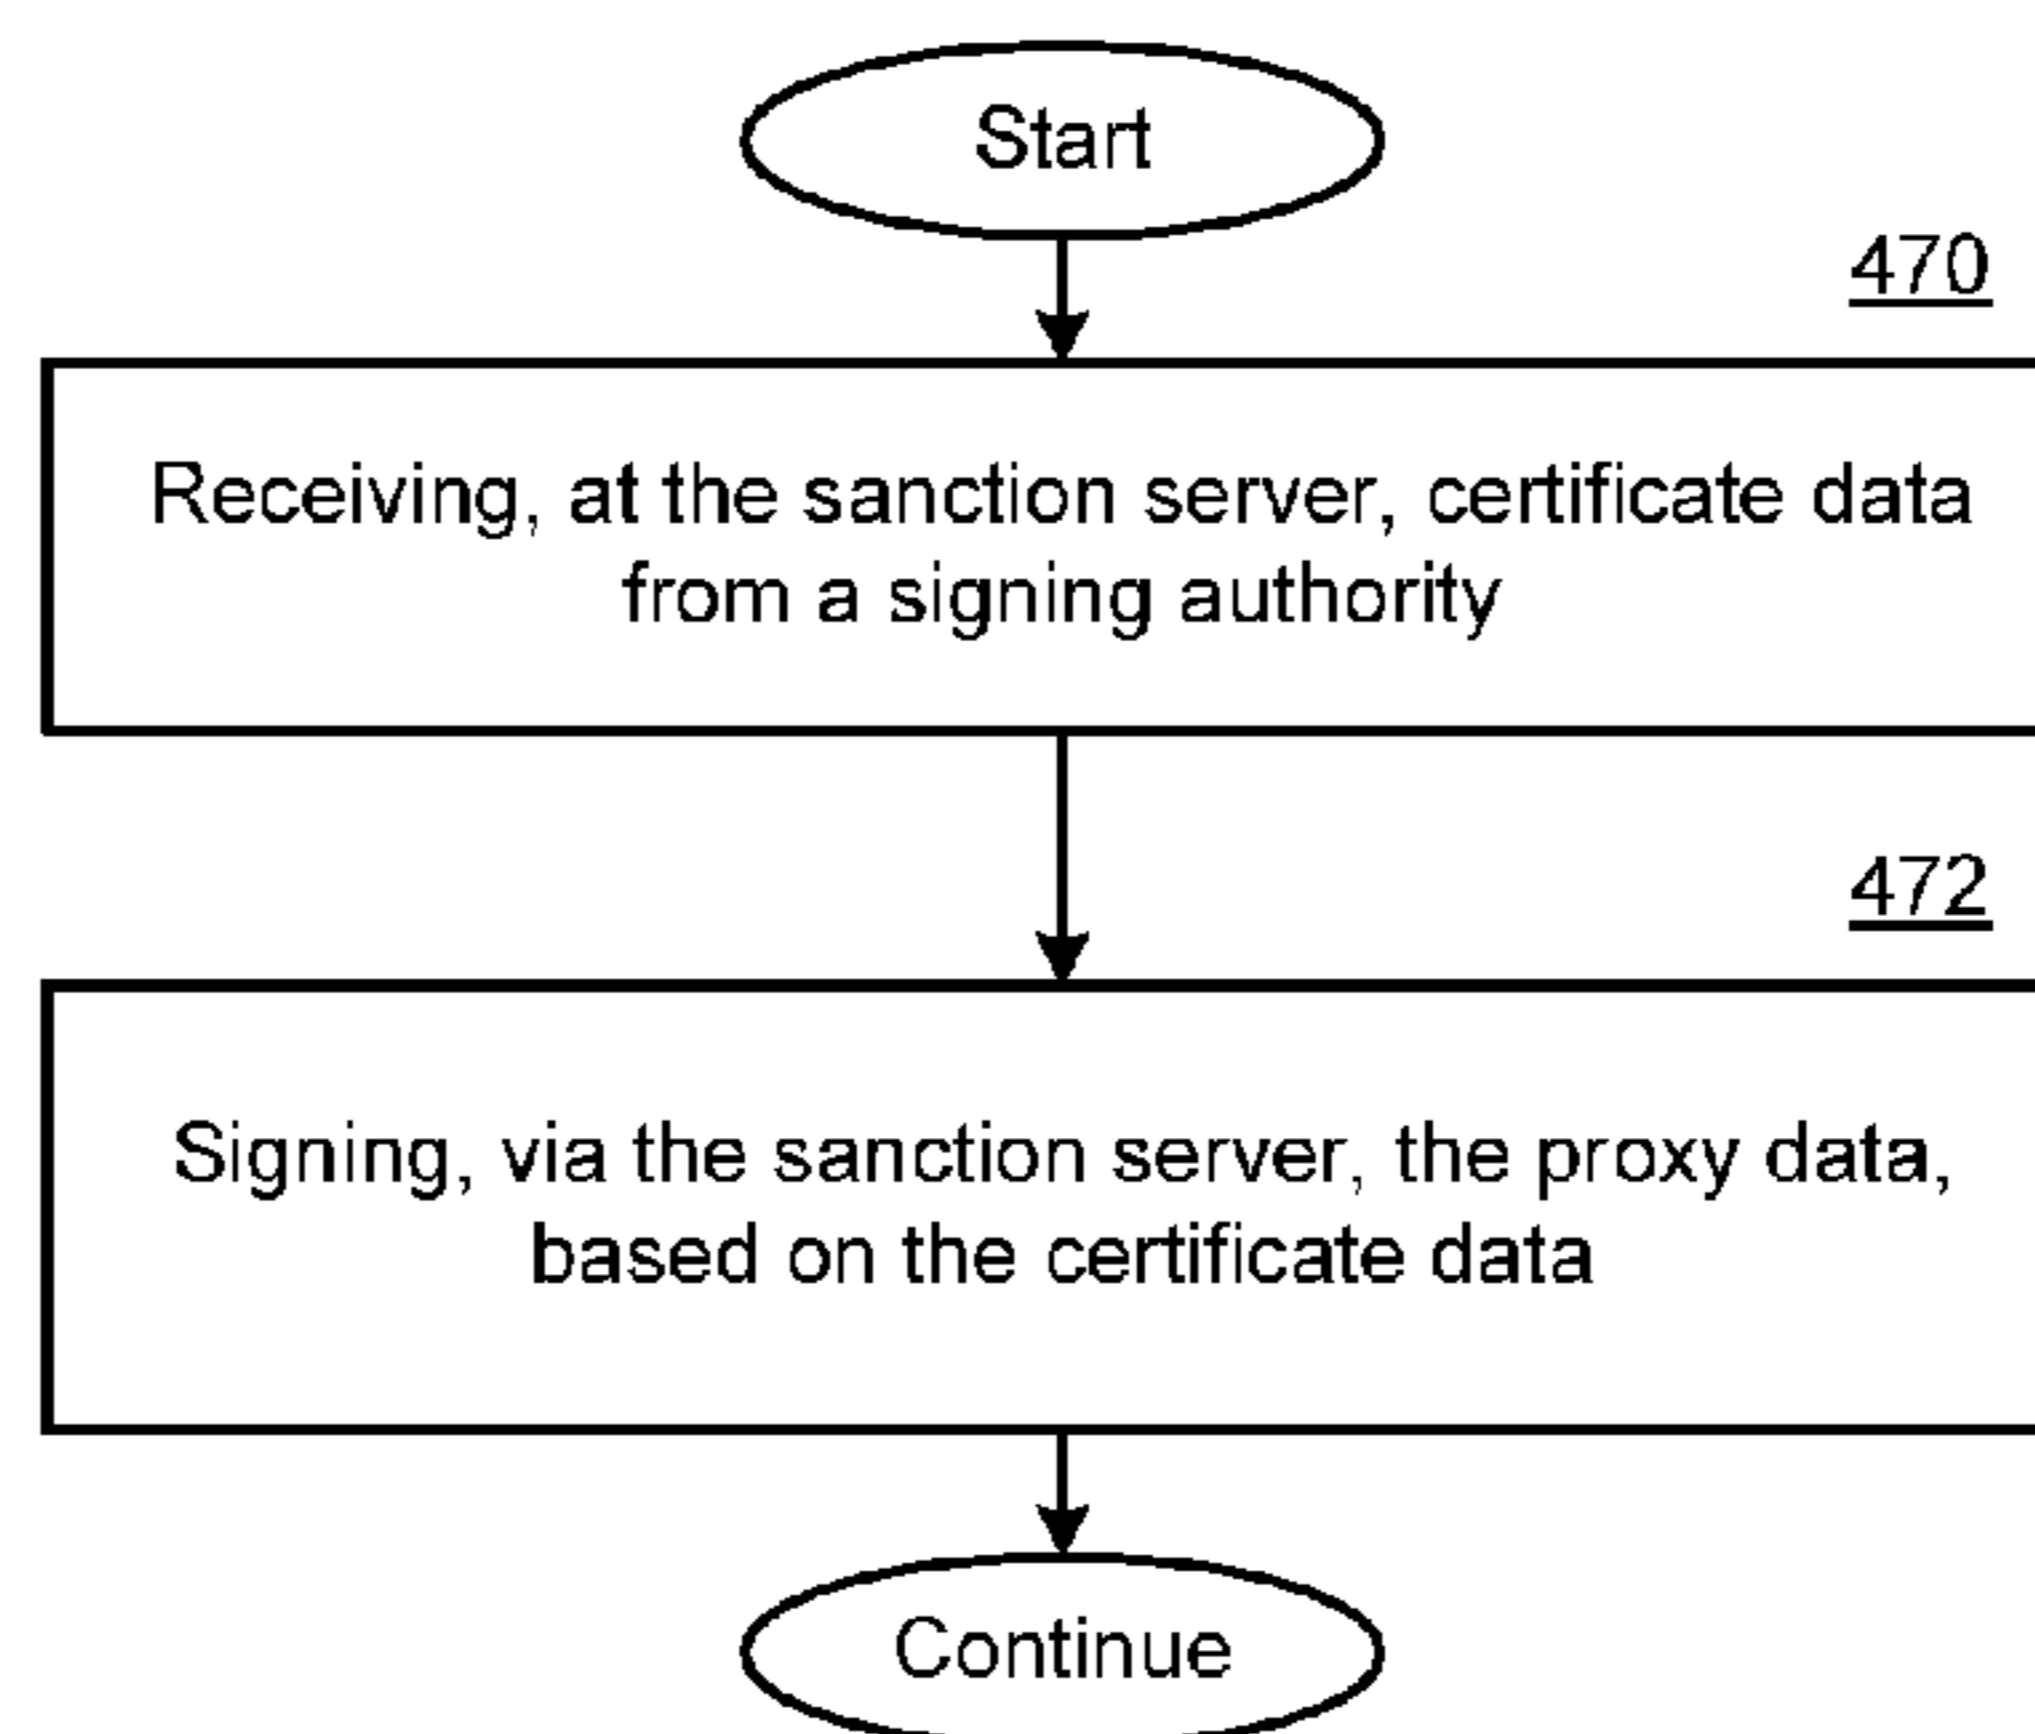 Start
470
Receiving, at the sanction server, certificate data
from a signing authority
472
Signing, via the sanction server, the proxy data,
based on the certificate data
Continue